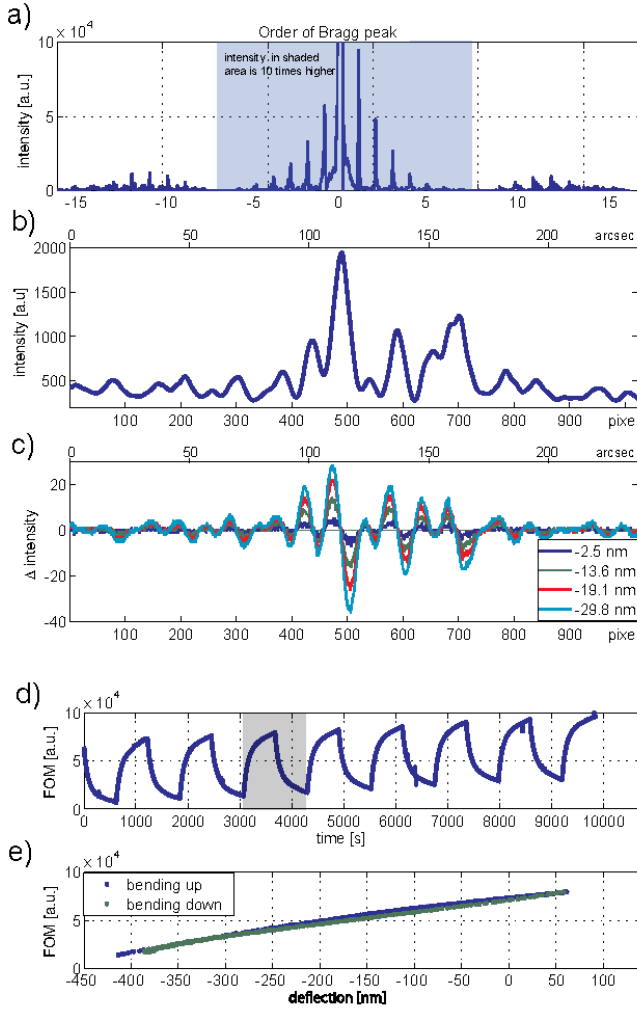 a)
× 10^4
Order of Bragg peak
10
5
0
intensity [a.u.]
intensity in shaded
area is 10 times higher
-15 -10 -5 0 5 10 15
b)
0 50 100 150 200 arcsec
2000
1500
1000
500
intensity [a.u]
100 200 300 400 500 600 700 800 900 pixe
c)
0 50 100 150 200 arcsec
20
0
-20
-40
Δ intensity
-2.5 nm
-13.6 nm
-19.1 nm
-29.8 nm
100 200 300 400 500 600 700 800 900 pixe
d)
× 10^4
10
5
0
FOM [a.u.]
0 1000 2000 3000 4000 5000 6000 7000 8000 9000 10000
time [s]
e)
× 10^4
10
5
0
FOM [a.u.]
bending up
bending down
-450 -400 -350 -300 -250 -200 -150 -100 -50 0 50 100
deflection [nm]